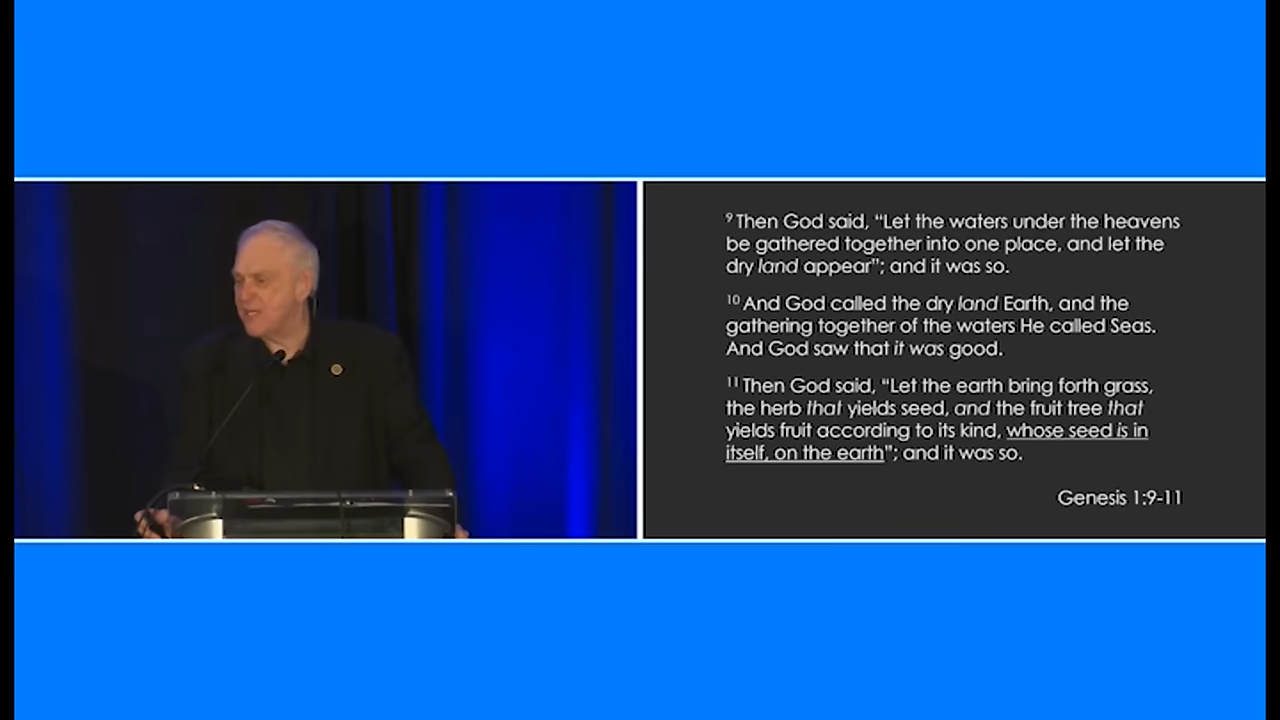 ⁹ Then God said, “Let the waters under the heavens
be gathered together into one place, and let the
dry land appear”; and it was so.
¹⁰ And God called the dry land Earth, and the
gathering together of the waters He called Seas.
And God saw that it was good.
¹¹ Then God said, “Let the earth bring forth grass,
the herb that yields seed, and the fruit tree that
yields fruit according to its kind, whose seed is in
itself, on the earth”; and it was so.
Genesis 1:9-11